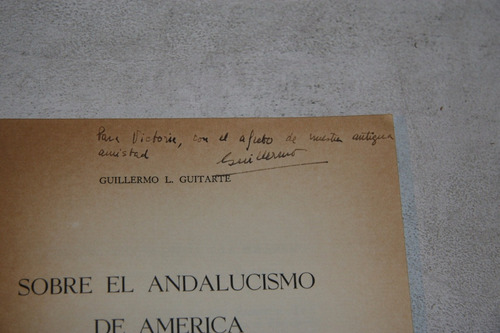 Para Victoria, con el afecto de nuestra antigua
amistad Guillermo
GUILLERMO L. GUITARTE
SOBRE EL ANDALUCISMO
DE AMERICA